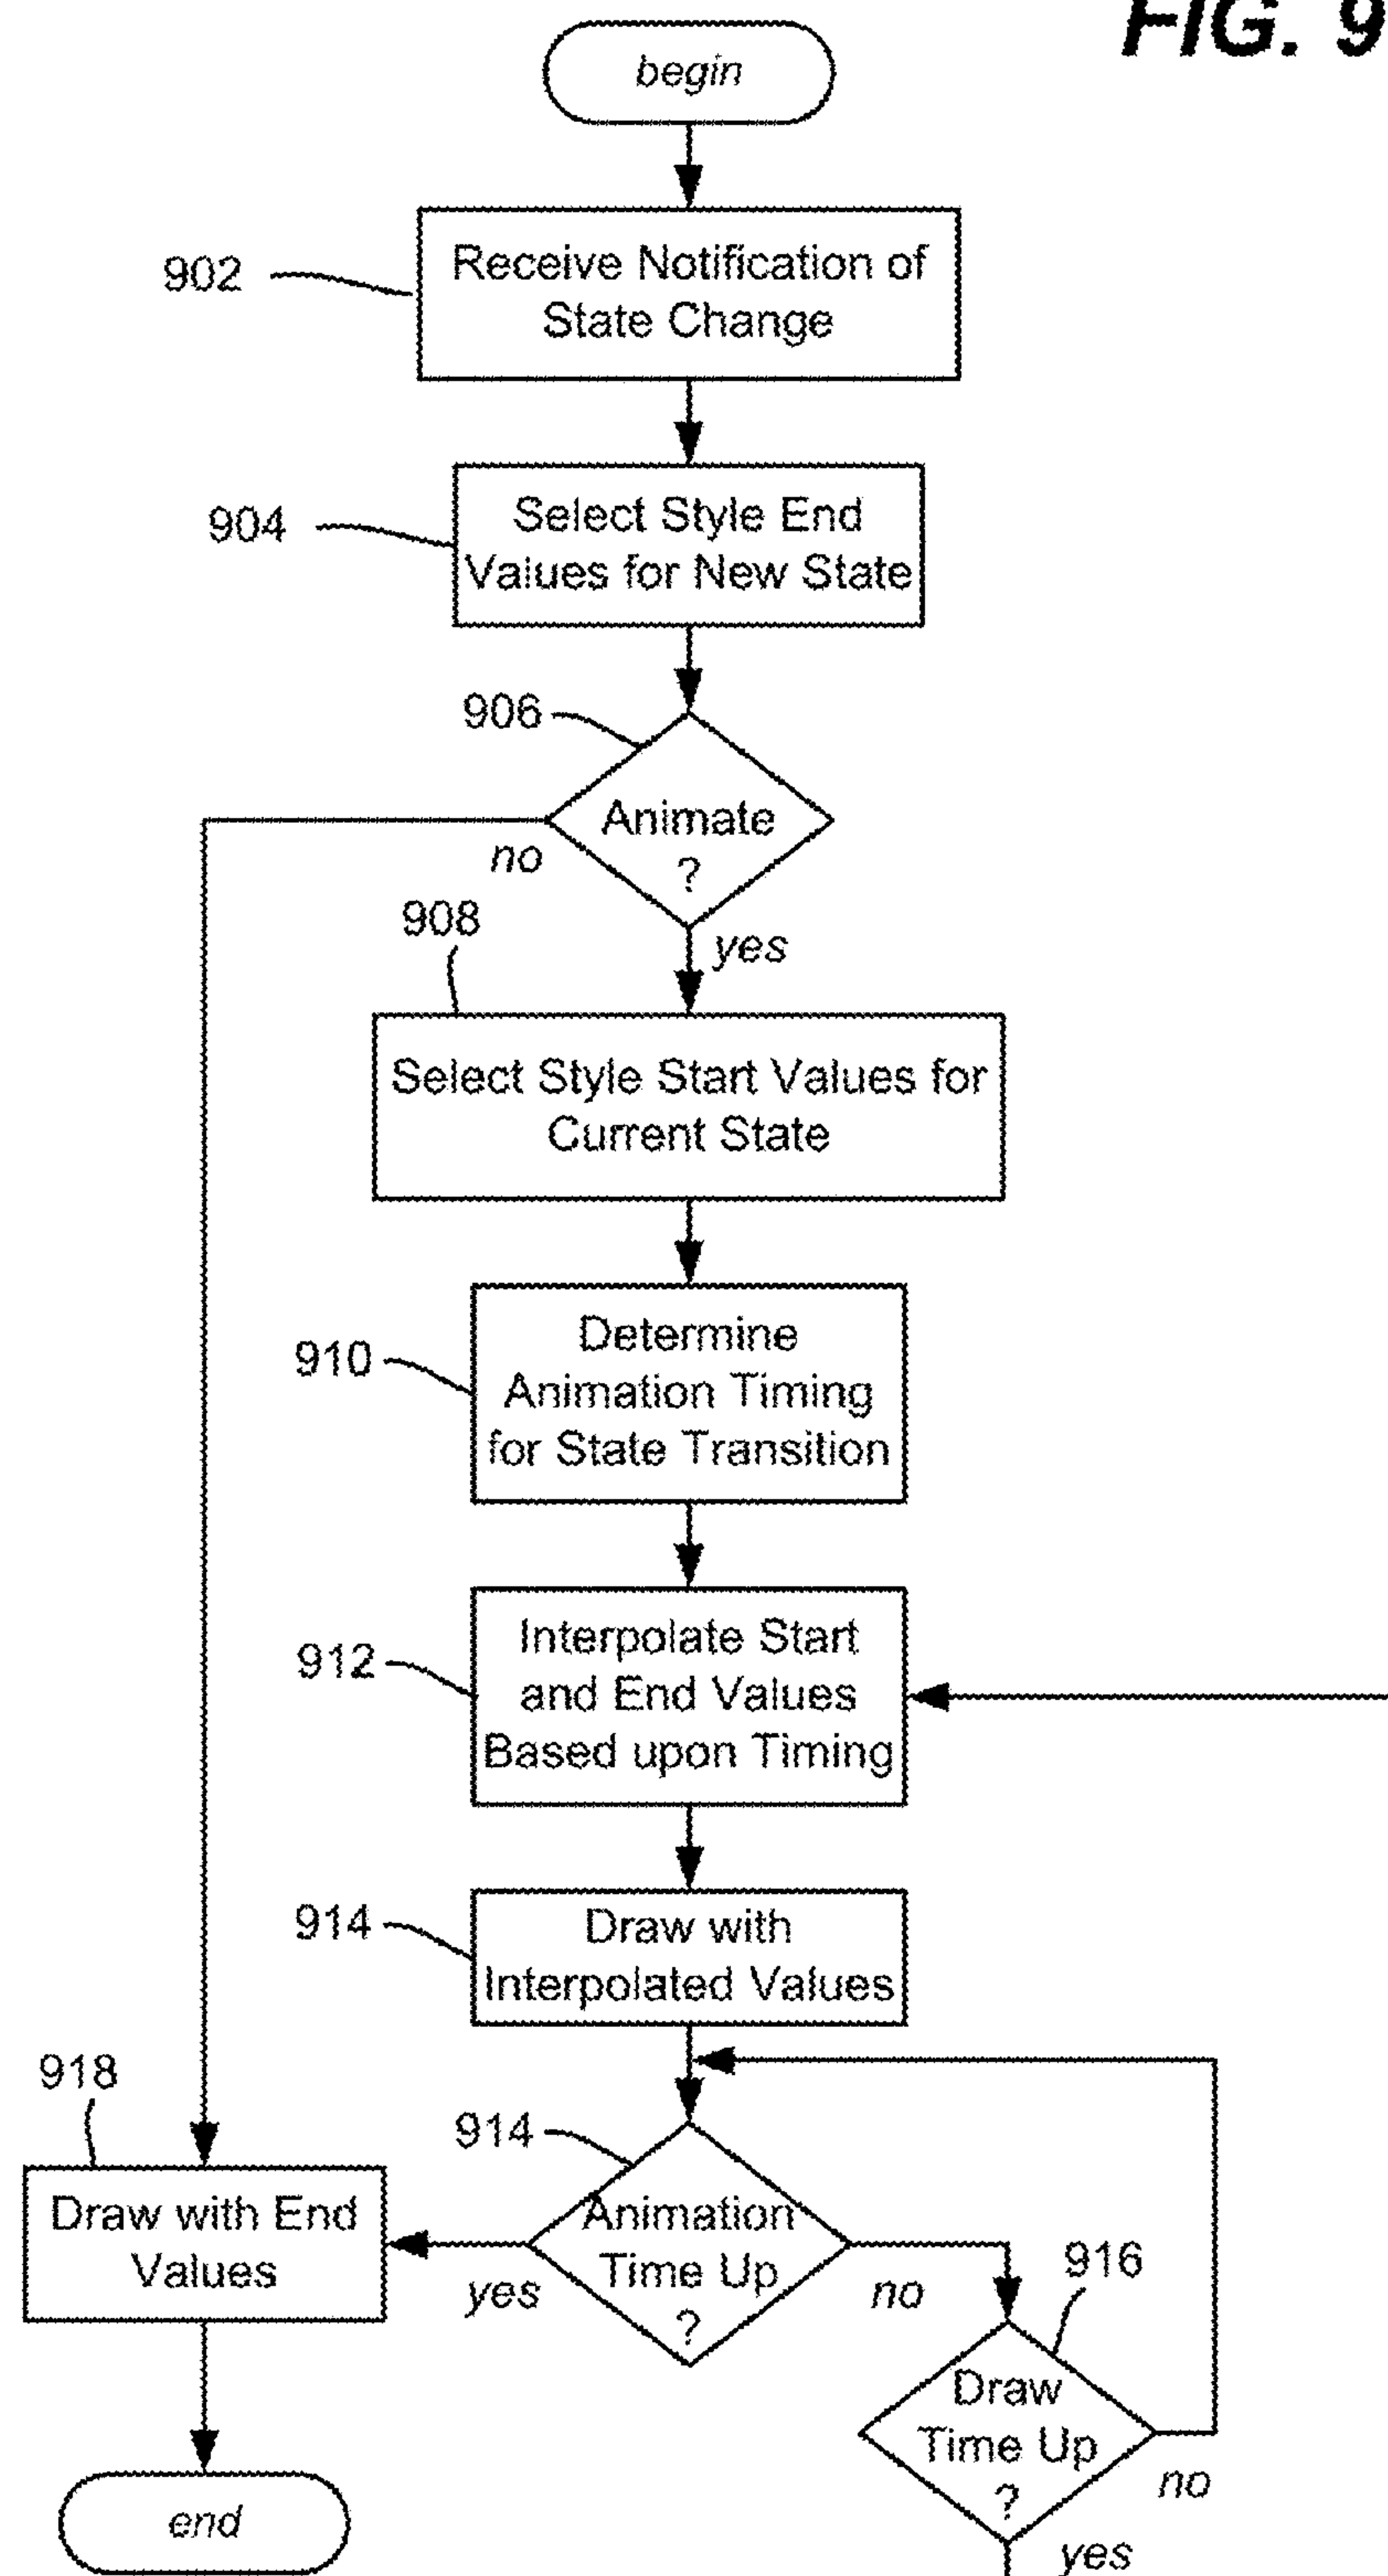 FIG. 9
begin
902
Receive Notification of
State Change
904
Select Style End
Values for New State
906
Animate
?
no
yes
908
Select Style Start Values for
Current State
910
Determine
Animation Timing
for State Transition
912
Interpolate Start
and End Values
Based upon Timing
914
Draw with
Interpolated Values
918
Draw with End
Values
914
Animation
Time Up
?
yes
no
916
Draw
Time Up
?
no
yes
end